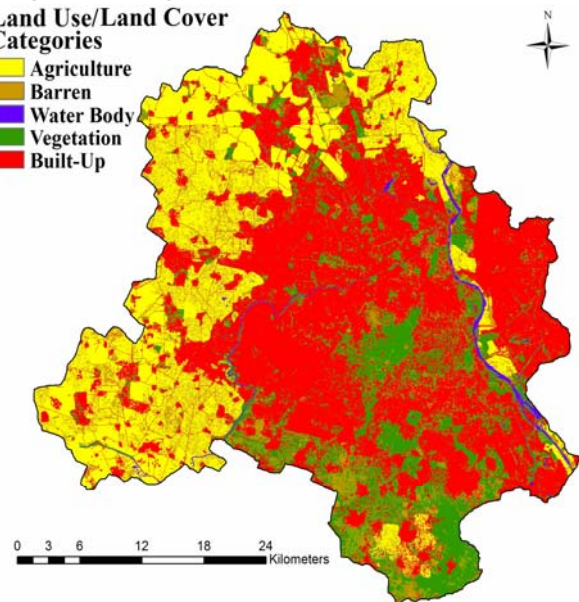 Land Use/Land Cover
Categories
Agriculture
Barren
Water Body
Vegetation
Built-Up
N
0 3 6 12 18 24
Kilometers